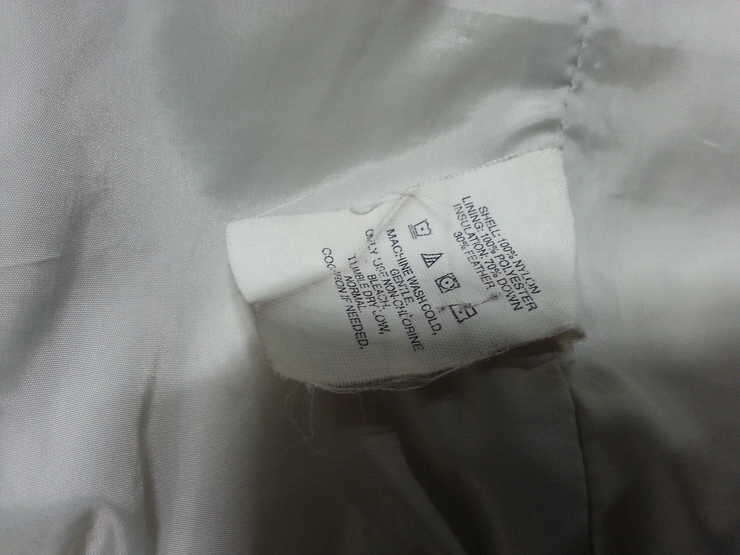 SHELL: 100% NYLON
LINING: 100% POLYESTER
INSULATION: 70% DOWN
30% FEATHER
MACHINE WASH COLD,
GENTLE,
ONLY USE NON-CHLORINE
BLEACH,
TUMBLE DRY LOW,
NORMAL.
COOL IRON IF NEEDED.